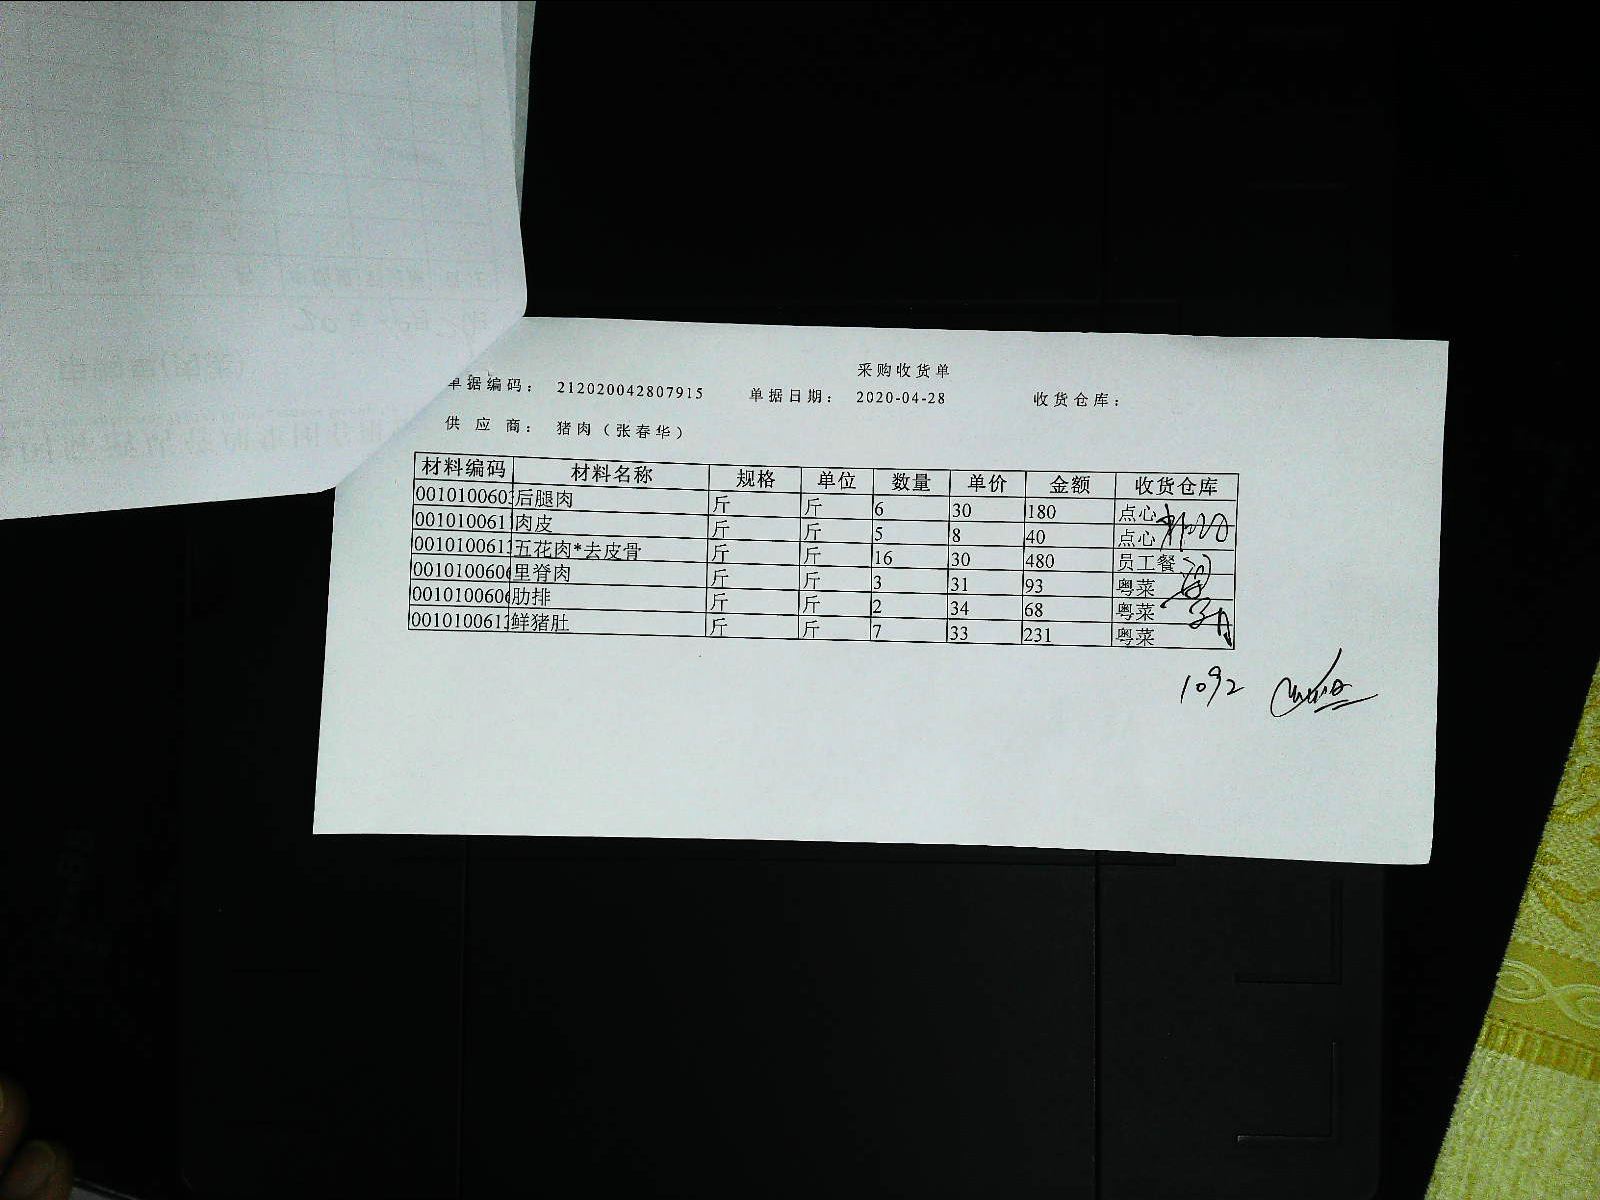 采购收货单
单据编码： 212020042807915 单据日期： 2020-04-28 收货仓库：
供 应 商： 猪肉（张春华）
材料编码 材料名称 规格 单位 数量 单价 金额 收货仓库
0010100603 后腿肉 斤 斤 6 30 180 点心
001010061 肉皮 斤 斤 5 8 40 点心
001010061 五花肉*去皮骨 斤 斤 16 30 480 员工餐
001010060 里脊肉 斤 斤 3 31 93 粤菜
001010060 肋排 斤 斤 2 34 68 粤菜
001010061 鲜猪肚 斤 斤 7 33 231 粤菜
1092